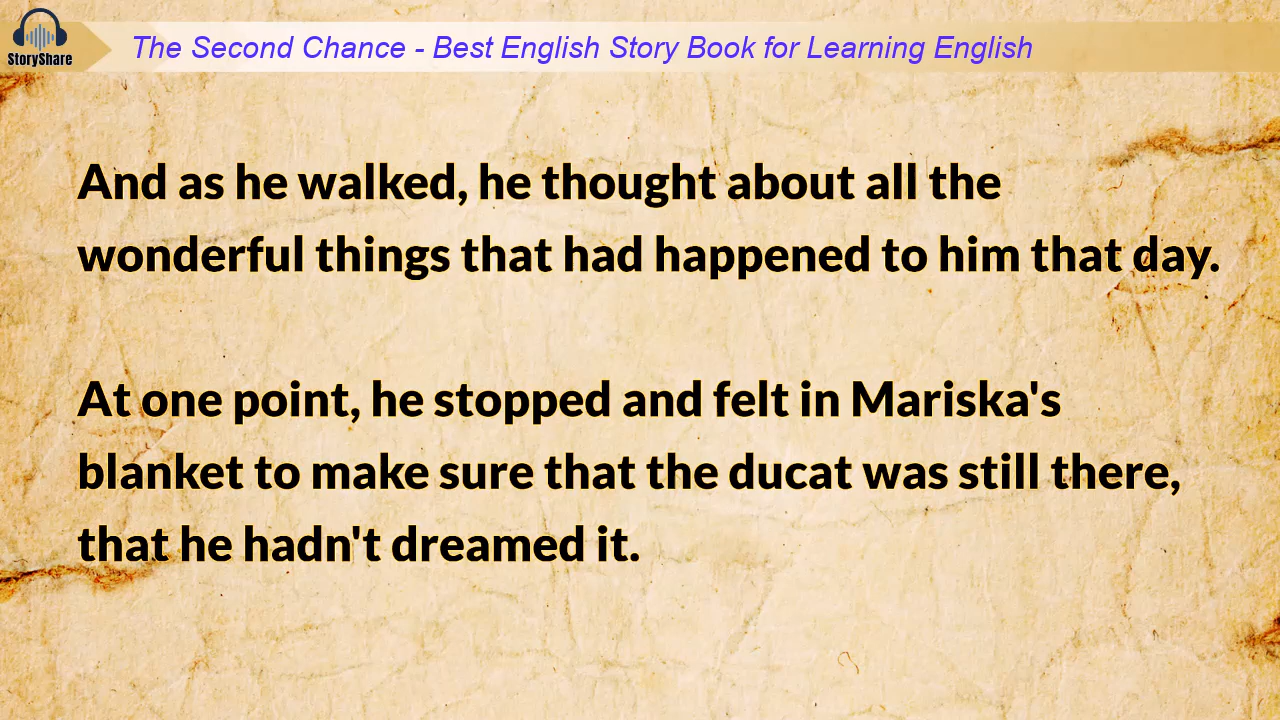 StoryShare
The Second Chance - Best English Story Book for Learning English
And as he walked, he thought about all the
wonderful things that had happened to him that day.
At one point, he stopped and felt in Mariska's
blanket to make sure that the ducat was still there,
that he hadn't dreamed it.